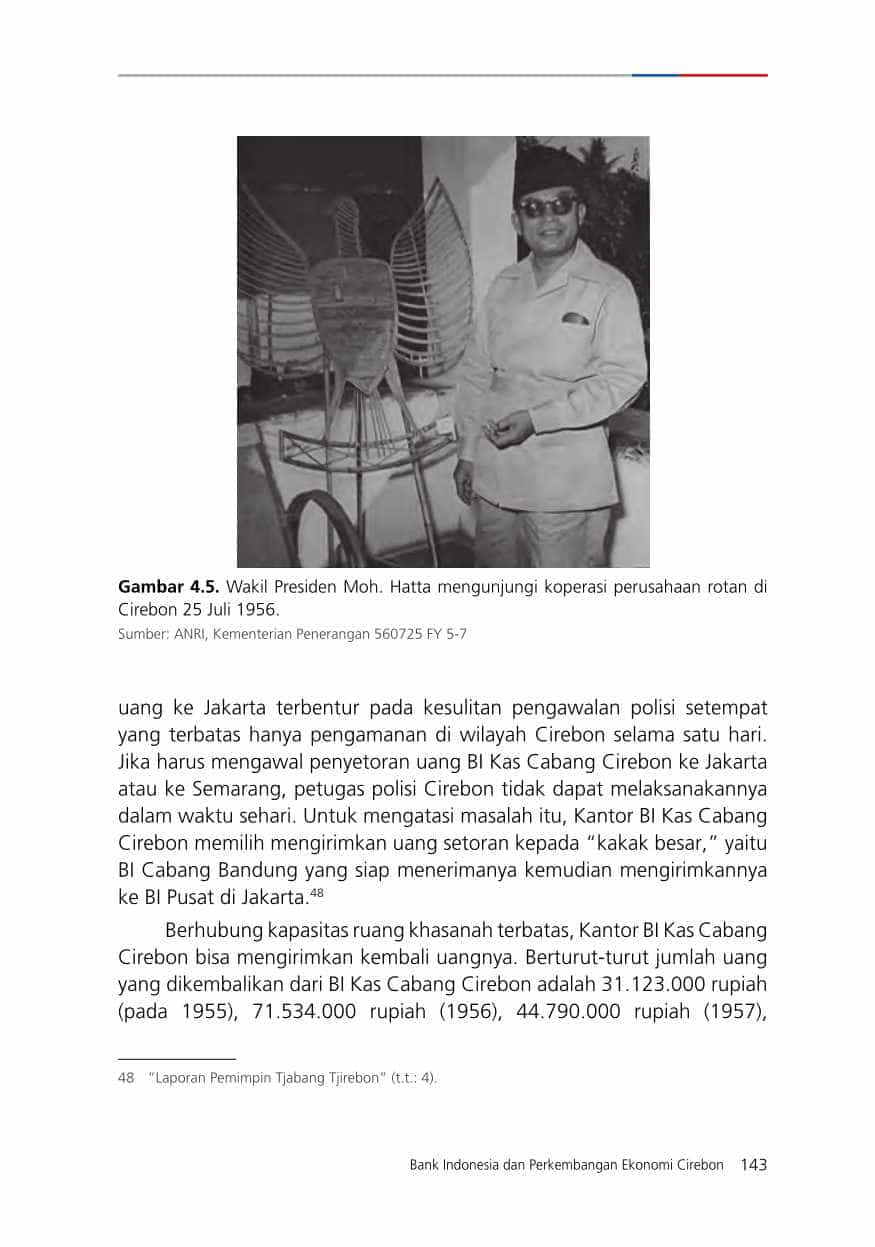 Gambar 4.5. Wakil Presiden Moh. Hatta mengunjungi koperasi perusahaan rotan di
Cirebon 25 Juli 1956.
Sumber: ANRI, Kementerian Penerangan 560725 FY 5-7
uang ke Jakarta terbentur pada kesulitan pengawalan polisi setempat
yang terbatas hanya pengamanan di wilayah Cirebon selama satu hari.
Jika harus mengawal penyetoran uang BI Kas Cabang Cirebon ke Jakarta
atau ke Semarang, petugas polisi Cirebon tidak dapat melaksanakannya
dalam waktu sehari. Untuk mengatasi masalah itu, Kantor BI Kas Cabang
Cirebon memilih mengirimkan uang setoran kepada “kakak besar,” yaitu
BI Cabang Bandung yang siap menerimanya kemudian mengirimkannya
ke BI Pusat di Jakarta.48
Berhubung kapasitas ruang khasanah terbatas, Kantor BI Kas Cabang
Cirebon bisa mengirimkan kembali uangnya. Berturut-turut jumlah uang
yang dikembalikan dari BI Kas Cabang Cirebon adalah 31.123.000 rupiah
(pada 1955), 71.534.000 rupiah (1956), 44.790.000 rupiah (1957),
48 “Laporan Pemimpin Tjabang Tjirebon” (t.t.: 4).
Bank Indonesia dan Perkembangan Ekonomi Cirebon 143